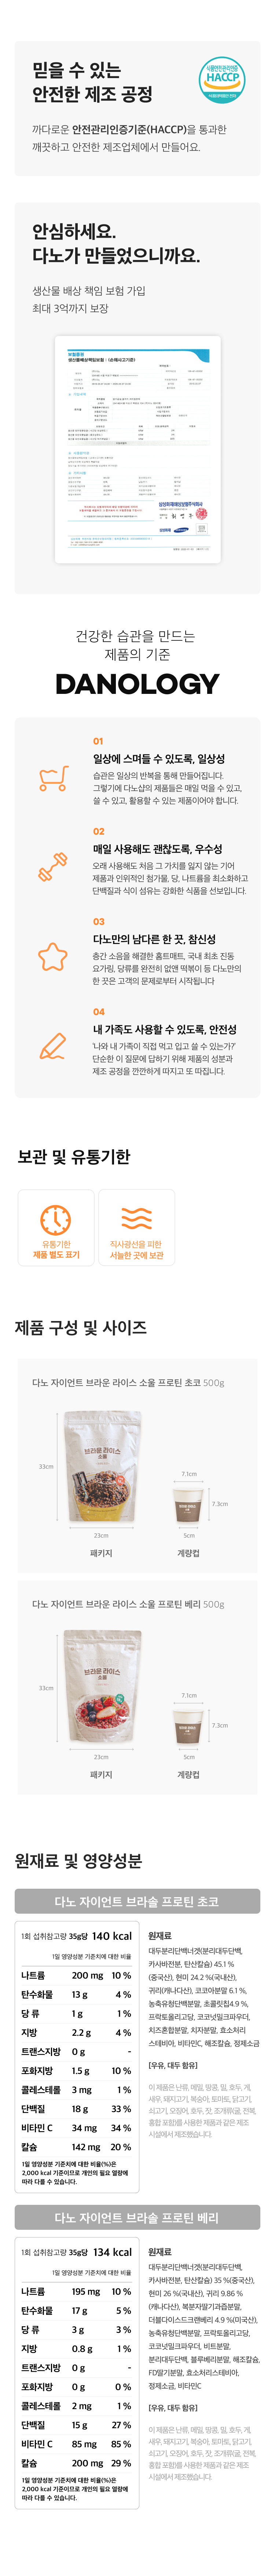 믿을 수 있는
안전한 제조 공정
식품안전관리인증
HACCP
식품의약품안전처
까다로운 안전관리인증기준(HACCP)을 통과한
깨끗하고 안전한 제조업체에서 만들어요.
안심하세요.
다노가 만들었으니까요.
생산물 배상 책임 보험 가입
최대 3억까지 보장
건강한 습관을 만드는
제품의 기준
DANOLOGY
01
일상에 스며들 수 있도록, 일상성
습관은 일상의 반복을 통해 만들어집니다.
그렇기에 다노샵의 제품들은 매일 먹을 수 있고,
쓸 수 있고, 활용할 수 있는 제품이어야 합니다.
02
매일 사용해도 괜찮도록, 우수성
오래 사용해도 처음 그 가치를 잃지 않는 기어
제품과 인위적인 첨가물, 당, 나트륨을 최소화하고
단백질과 식이 섬유는 강화한 식품을 선보입니다.
03
다노만의 남다른 한 끗, 참신성
층간 소음을 해결한 홈트매트, 국내 최초 진동
요가링, 당류를 완전히 없앤 떡볶이 등 다노만의
한 끗은 고객의 문제로부터 시작됩니다
04
내 가족도 사용할 수 있도록, 안전성
'나와 내 가족이 직접 먹고 입고 쓸 수 있는가?'
단순한 이 질문에 답하기 위해 제품의 성분과
제조 공정을 깐깐하게 따지고 또 따집니다.
보관 및 유통기한
유통기한
제품 별도 표기
직사광선을 피한
서늘한 곳에 보관
제품 구성 및 사이즈
다노 자이언트 브라운 라이스 소울 프로틴 초코 500g
33cm
브라운 라이스
소울
23cm
패키지
7.1cm
7.3cm
5cm
계량컵
다노 자이언트 브라운 라이스 소울 프로틴 베리 500g
33cm
브라운 라이스
소울
23cm
패키지
7.1cm
7.3cm
5cm
계량컵
원재료 및 영양성분
다노 자이언트 브라솔 프로틴 초코
1회 섭취참고량 35g당 140 kcal
1일 영양성분 기준치에 대한 비율
나트륨 200 mg 10 %
탄수화물 13 g 4 %
당 류 1 g 1 %
지방 2.2 g 4 %
트랜스지방 0 g -
포화지방 1.5 g 10 %
콜레스테롤 3 mg 1 %
단백질 18 g 33 %
비타민 C 34 mg 34 %
칼슘 142 mg 20 %
1일 영양성분 기준치에 대한 비율(%)은
2,000 kcal 기준이므로 개인의 필요 열량에
따라 다를 수 있습니다.
원재료
대두분리단백너겟(분리대두단백,
카사바전분, 탄산칼슘) 45.1 %
(중국산), 현미 24.2 %(국내산),
귀리(캐나다산), 코코아분말 6.1 %,
농축유청단백분말, 초콜릿칩4.9 %,
프락토올리고당, 코코넛밀크파우더,
치즈혼합분말, 치자분말, 효소처리
스테비아, 비타민C, 해조칼슘, 정제소금
[우유, 대두 함유]
이 제품은 난류, 메밀, 땅콩, 밀, 호두, 게,
새우, 돼지고기, 복숭아, 토마토, 닭고기,
쇠고기, 오징어, 호두, 잣, 조개류(굴, 전복,
홍합 포함)를 사용한 제품과 같은 제조
시설에서 제조했습니다.
다노 자이언트 브라솔 프로틴 베리
1회 섭취참고량 35g당 134 kcal
1일 영양성분 기준치에 대한 비율
나트륨 195 mg 10 %
탄수화물 17 g 5 %
당 류 3 g 3 %
지방 0.8 g 1 %
트랜스지방 0 g -
포화지방 0 g 0 %
콜레스테롤 2 mg 1 %
단백질 15 g 27 %
비타민 C 85 mg 85 %
칼슘 200 mg 29 %
1일 영양성분 기준치에 대한 비율(%)은
2,000 kcal 기준이므로 개인의 필요 열량에
따라 다를 수 있습니다.
원재료
대두분리단백너겟(분리대두단백,
카사바전분, 탄산칼슘) 35 %(중국산),
현미 26 %(국내산), 귀리 9.86 %
(캐나다산), 복분자딸기과즙분말,
더블다이스드크랜베리 4.9 %(미국산),
농축유청단백분말, 프락토올리고당,
코코넛밀크파우더, 비트분말,
분리대두단백, 블루베리분말, 해조칼슘,
FD딸기분말, 효소처리스테비아,
정제소금, 비타민C
[우유, 대두 함유]
이 제품은 난류, 메밀, 땅콩, 밀, 호두, 게,
새우, 돼지고기, 복숭아, 토마토, 닭고기,
쇠고기, 오징어, 호두, 잣, 조개류(굴, 전복,
홍합 포함)를 사용한 제품과 같은 제조
시설에서 제조했습니다.